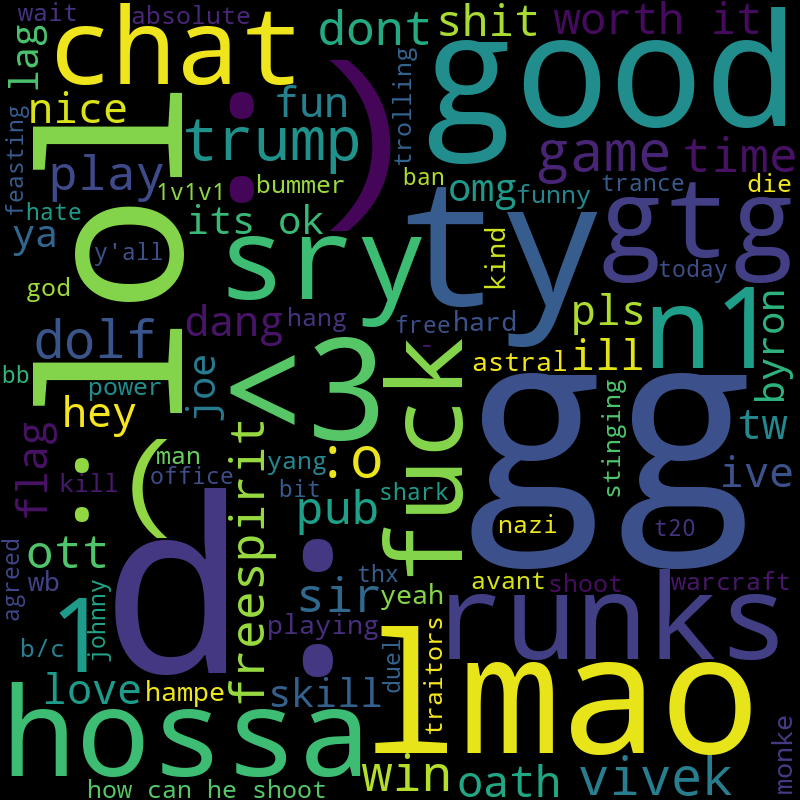 wait
absolute
chat
dont
shit
worth it
good
lag
nice
fun
trump
:)
trolling
game
time
feasting
play
1v1v1
bummer
ban
omg
funny
trance
die
lol
hate
ya
y'all
its ok
ty
kind
gtg
today
god
sry
dolf
dang
hang
free
hard
pls
n1
byron
bb
power
joe
<3
-
astral
ill
hey
fuck
gg
stinging
tw
flag
:(
man
office
kill
freespirit
yang
:o
bit
shark
ive
pub
nazi
t20
agreed
ott
wb
d:
:
sir
thx
yeah
avant
shoot
warcraft
1
johnny
playing
runks
b/c
love
hampe
skill
duel
traitors
lmao
hossa
win
oath
vivek
monke
how can he shoot